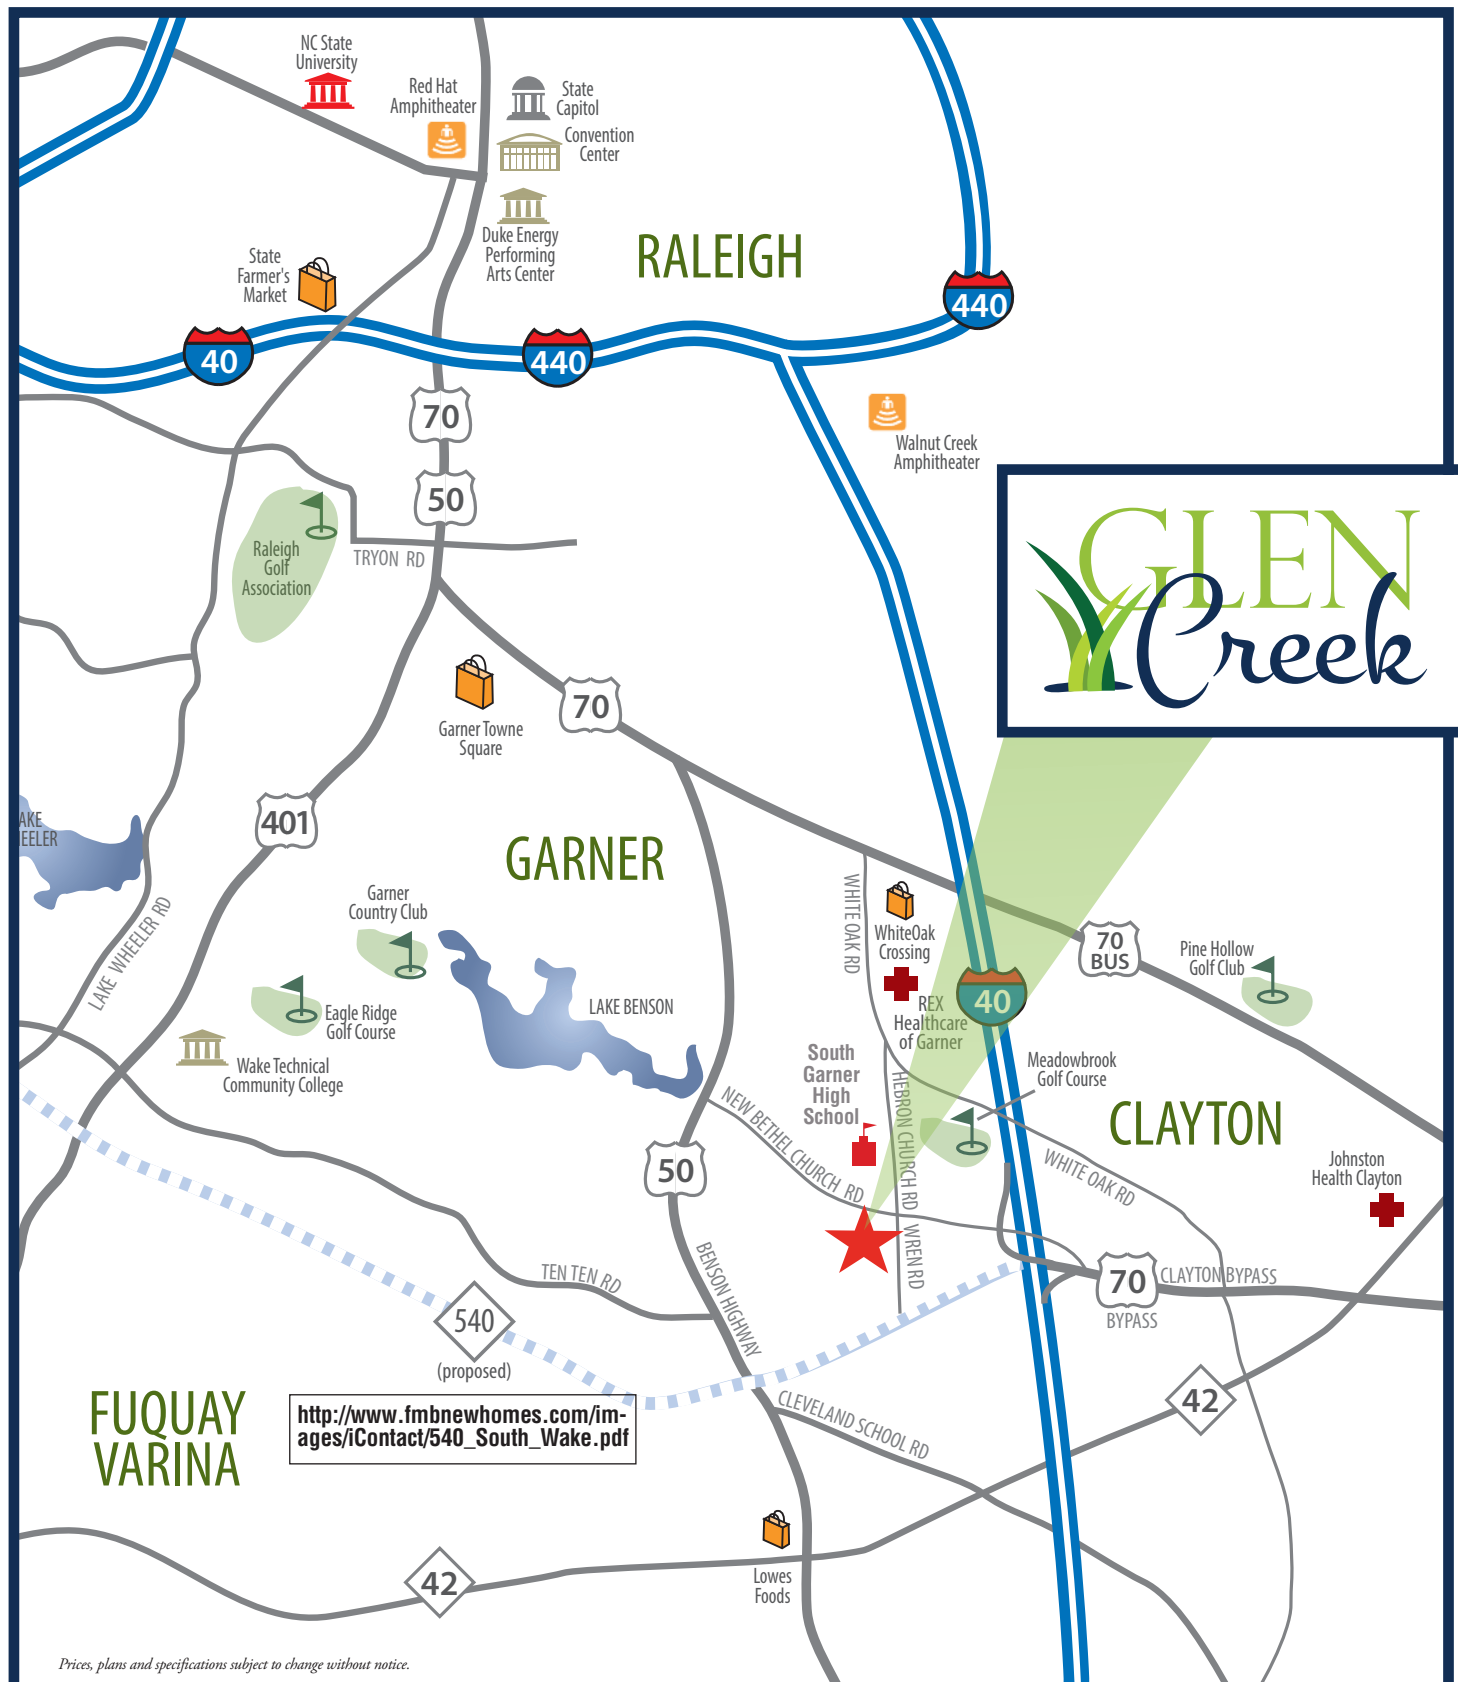 NC State
University
Red Hat
Amphitheater
State
Capitol
Convention
Center
Duke Energy
Performing
Arts Center
RALEIGH
State
Farmer's
Market
440
40
440
70
Walnut Creek
Amphitheater
50
GLEN
Creek
Raleigh
Golf
Association
TRYON RD
70
Garner Towne
Square
401
AKE
EELER
GARNER
Garner
Country Club
WHITE OAK RD
WhiteOak
Crossing
70
BUS
Pine Hollow
Golf Club
LAKE WHEELER RD
LAKE BENSON
40
REX
Healthcare
of Garner
Eagle Ridge
Golf Course
Wake Technical
Community College
South
Garner
High
School
Meadowbrook
Golf Course
HEBRON CHURCH RD
NEW BETHEL CHURCH RD
CLAYTON
50
WHITE OAK RD
Johnston
Health Clayton
WREN RD
BENSON HIGHWAY
TEN TEN RD
70
CLAYTON BYPASS
BYPASS
540
(proposed)
FUQUAY
VARINA
http://www.fmbnewhomes.com/im-
ages/iContact/540_South_Wake.pdf
CLEVELAND SCHOOL RD
42
42
Lowes
Foods
Prices, plans and specifications subject to change without notice.